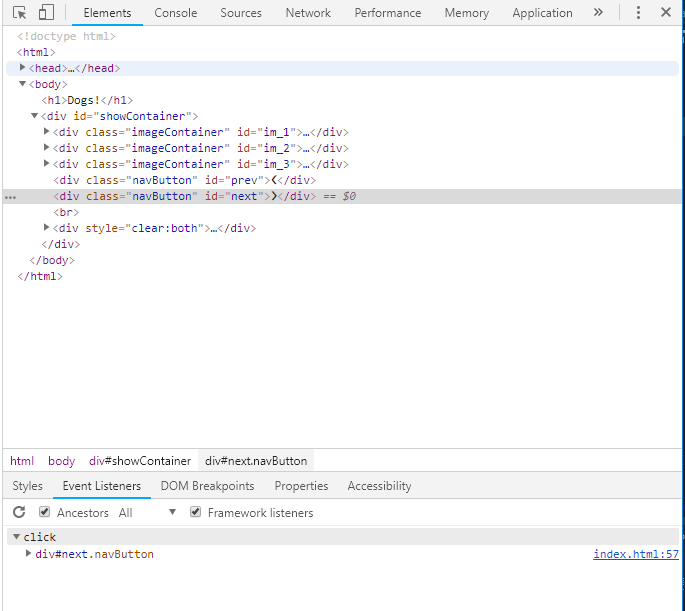 Elements Console Sources Network Performance Memory Application »
<!doctype html>
<html>
<head>…</head>
<body>
<h1>Dogs!</h1>
<div id="showContainer">
<div class="imageContainer" id="im_1">…</div>
<div class="imageContainer" id="im_2">…</div>
<div class="imageContainer" id="im_3">…</div>
<div class="navButton" id="prev">❮</div>
<div class="navButton" id="next">❯</div> == $0
<br>
<div style="clear:both">…</div>
</div>
</body>
</html>
html body div#showContainer div#next.navButton
Styles Event Listeners DOM Breakpoints Properties Accessibility
Ancestors All Framework listeners
click
div#next.navButton index.html:57